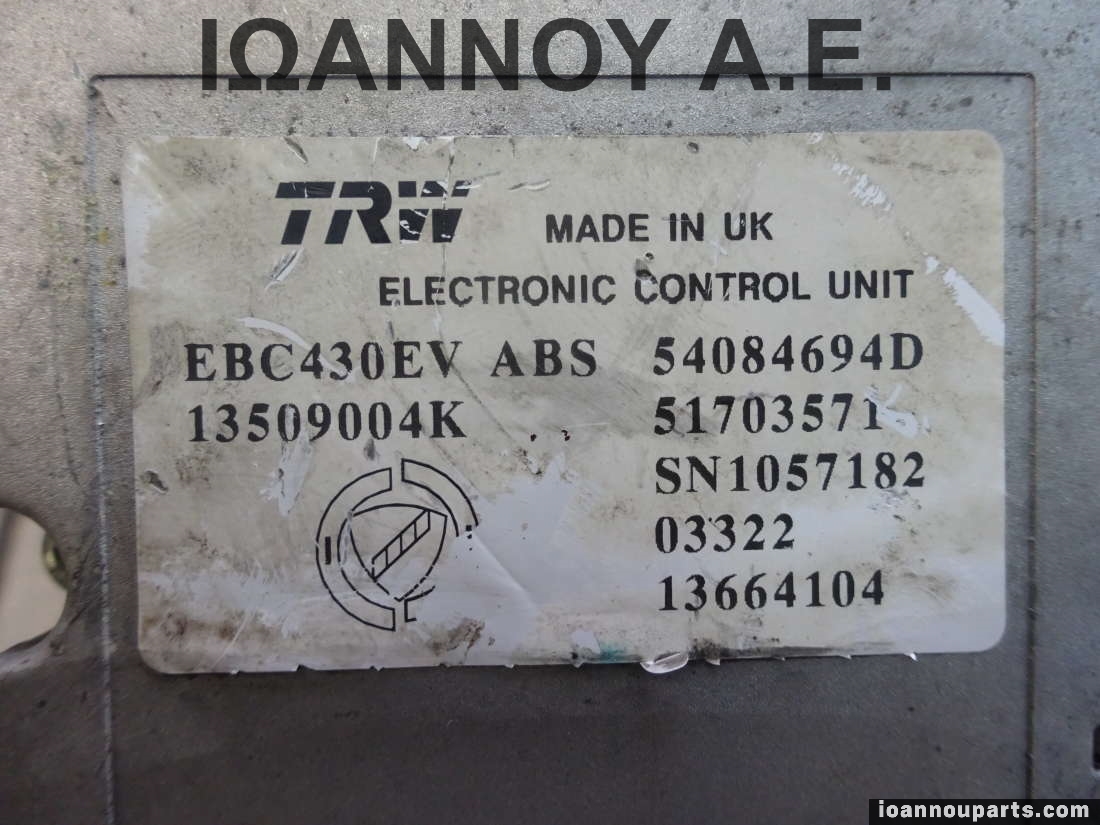 ΙΩΑΝΝΟΥ Α.Ε.
TRW MADE IN UK
ELECTRONIC CONTROL UNIT
EBC430EV ABS 54084694D
13509004K 51703571
SN1057182
03322
13664104
ioannouparts.com